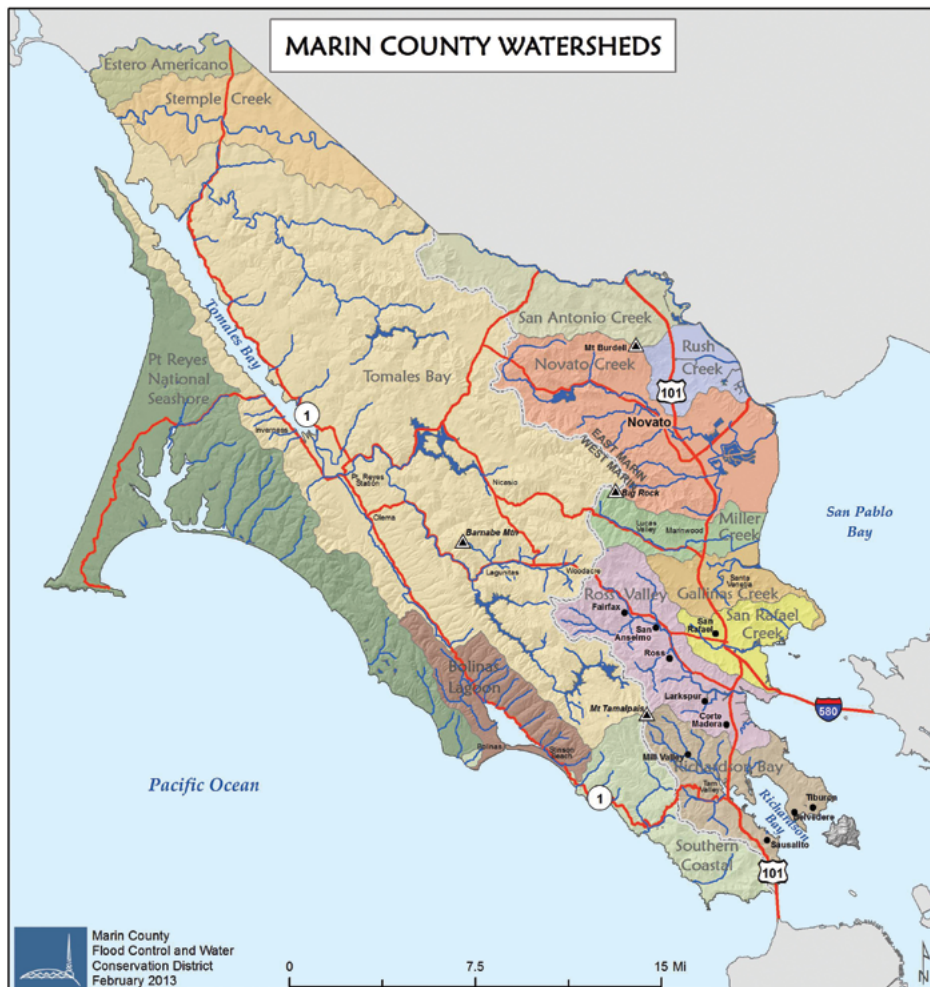 MARIN COUNTY WATERSHEDS
Estero Americano
Stemple Creek
Tomales Bay
San Antonio Creek
Pt Reyes
National
Seashore
Tomales Bay
Mt Burdell
Rush
Creek
Novato Creek
101
Novato
1
Inverness
EAST MARIN
WEST MARIN
Pt. Reyes
Station
Nicasio
Big Rock
San Pablo
Bay
Olema
Lucas
Valley
Marinwood
Miller
Creek
Barnabe Mtn
Lagunitas
Woodacre
Santa
Venetia
Gallinas Creek
Ross Valley
Fairfax
San
Anselmo
San
Rafael
San Rafael
Creek
Ross
Bolinas
Lagoon
Larkspur
580
Mt Tamalpais
Corte
Madera
Bolinas
Stinson
Beach
Mill Valley
Richardson Bay
Tam
Valley
Pacific Ocean
1
Richardson
Bay
Tiburon
Belvedere
Sausalito
Southern
Coastal
101
Marin County
Flood Control and Water
Conservation District
February 2013
0 7.5 15 Mi
N